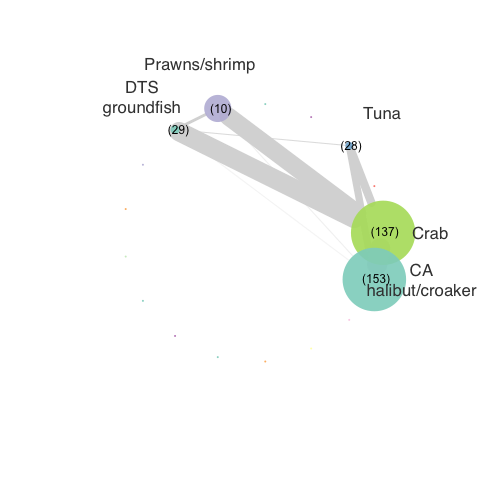 Prawns/shrimp
DTS
groundfish
(10)
(29)
Tuna
(28)
(137)
Crab
CA
halibut/croaker
(153)